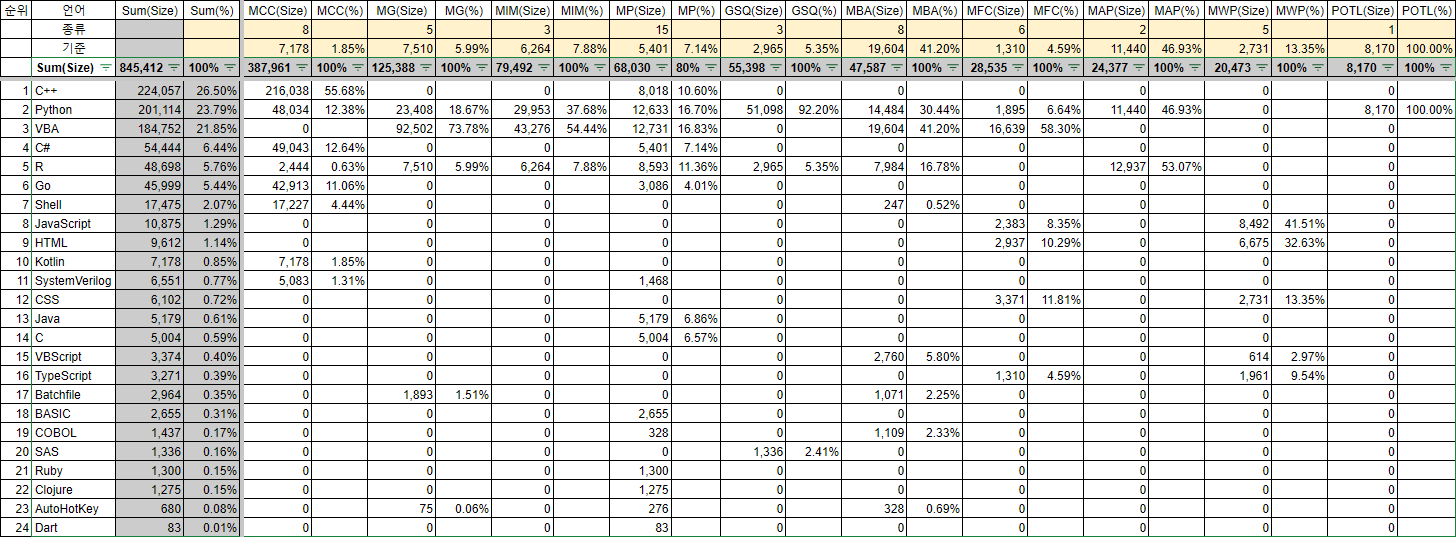 순위 언어 Sum(Size) Sum(%) MCC(Size) MCC(%) MG(Size) MG(%) MIM(Size) MIM(%) MP(Size) MP(%) GSQ(Size) GSQ(%) MBA(Size) MBA(%) MFC(Size) MFC(%) MAP(Size) MAP(%) MWP(Size) MWP(%) POTL(Size) POTL(%)
종류 8 5 3 15 3 8 6 2 5 1
기준 7,178 1.85% 7,510 5.99% 6,264 7.88% 5,401 7.14% 2,965 5.35% 19,604 41.20% 1,310 4.59% 11,440 46.93% 2,731 13.35% 8,170 100.00%
Sum(Size) 845,412 100% 387,961 100% 125,388 100% 79,492 100% 68,030 80% 55,398 100% 47,587 100% 28,535 100% 24,377 100% 20,473 100% 8,170 100%
1 C++ 224,057 26.50% 216,038 55.68% 0 0 8,018 10.60% 0 0 0 0 0 0
2 Python 201,114 23.79% 48,034 12.38% 23,408 18.67% 29,953 37.68% 12,633 16.70% 51,098 92.20% 14,484 30.44% 1,895 6.64% 11,440 46.93% 0 8,170 100.00%
3 VBA 184,752 21.85% 0 92,502 73.78% 43,276 54.44% 12,731 16.83% 0 19,604 41.20% 16,639 58.30% 0 0 0
4 C# 54,444 6.44% 49,043 12.64% 0 0 5,401 7.14% 0 0 0 0 0 0
5 R 48,698 5.76% 2,444 0.63% 7,510 5.99% 6,264 7.88% 8,593 11.36% 2,965 5.35% 7,984 16.78% 0 12,937 53.07% 0 0
6 Go 45,999 5.44% 42,913 11.06% 0 0 3,086 4.01% 0 0 0 0 0 0
7 Shell 17,475 2.07% 17,227 4.44% 0 0 0 0 247 0.52% 0 0 0 0
8 JavaScript 10,875 1.29% 0 0 0 0 0 0 2,383 8.35% 0 8,492 41.51% 0
9 HTML 9,612 1.14% 0 0 0 0 0 0 2,937 10.29% 0 6,675 32.63% 0
10 Kotlin 7,178 0.85% 7,178 1.85% 0 0 0 0 0 0 0 0 0
11 SystemVerilog 6,551 0.77% 5,083 1.31% 0 0 1,468 0 0 0 0 0 0
12 CSS 6,102 0.72% 0 0 0 0 0 0 3,371 11.81% 0 2,731 13.35% 0
13 Java 5,179 0.61% 0 0 0 5,179 6.86% 0 0 0 0 0 0
14 C 5,004 0.59% 0 0 0 5,004 6.57% 0 0 0 0 0 0
15 VBScript 3,374 0.40% 0 0 0 0 0 2,760 5.80% 0 0 614 2.97% 0
16 TypeScript 3,271 0.39% 0 0 0 0 0 0 1,310 4.59% 0 1,961 9.54% 0
17 Batchfile 2,964 0.35% 0 1,893 1.51% 0 0 0 1,071 2.25% 0 0 0 0
18 BASIC 2,655 0.31% 0 0 0 2,655 0 0 0 0 0 0
19 COBOL 1,437 0.17% 0 0 0 328 0 1,109 2.33% 0 0 0 0
20 SAS 1,336 0.16% 0 0 0 0 1,336 2.41% 0 0 0 0 0
21 Ruby 1,300 0.15% 0 0 0 1,300 0 0 0 0 0 0
22 Clojure 1,275 0.15% 0 0 0 1,275 0 0 0 0 0 0
23 AutoHotKey 680 0.08% 0 75 0.06% 0 276 0 328 0.69% 0 0 0 0
24 Dart 83 0.01% 0 0 0 83 0 0 0 0 0 0